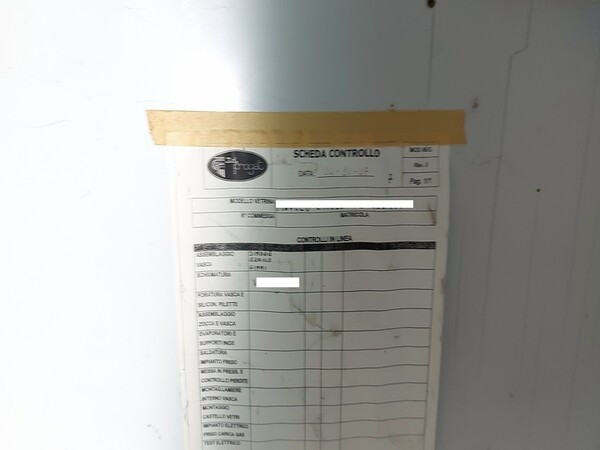 SCHEDA CONTROLLO
DATA
Rev.
Pag. 1/1
MODELLO VETRINA
N° COMMESSA
MATRICOLA
CONTROLLI IN LINEA
ASSEMBLAGGIO
VASCA
SCHIUMATURA
FORATURA VASCA E
SILICON. PILETTE
ASSEMBLAGGIO
ZOCCA E VASCA
EVAPORATORI E
SUPPORTI INOX
SALDATURA
IMPIANTO FRIGO
MESSA IN PRESS. E
CONTROLLO PERDITE
MONTAGLAMIERE
INTERNO VASCA
MONTAGGIO
CASTELLO VETRI
IMPIANTO ELETTRICO
FRIGO CARICA GAS
TEST ELETTRICO